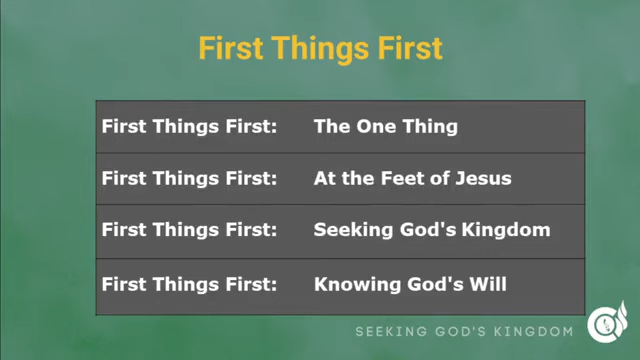 First Things First
First Things First: The One Thing
First Things First: At the Feet of Jesus
First Things First: Seeking God's Kingdom
First Things First: Knowing God's Will
SEEKING GOD'S KINGDOM